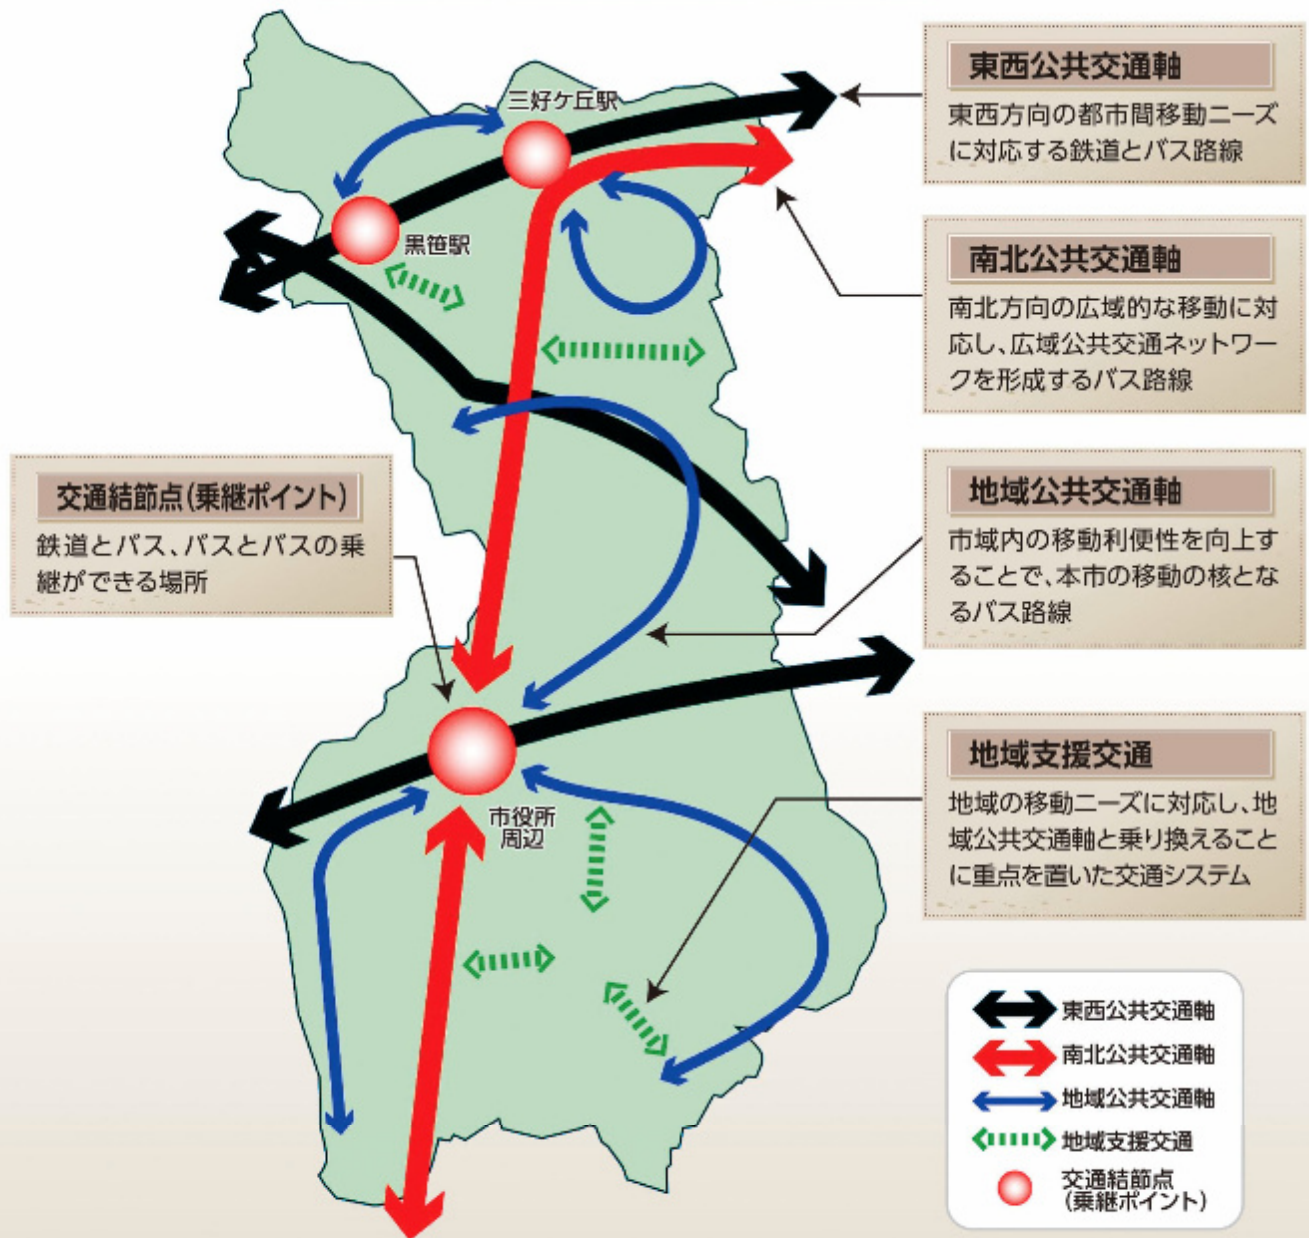 三好ケ丘駅
黒笹駅
市役所
周辺
東西公共交通軸
東西方向の都市間移動ニーズ
に対応する鉄道とバス路線
南北公共交通軸
南北方向の広域的な移動に対
応し、広域公共交通ネットワー
クを形成するバス路線
交通結節点(乗継ポイント)
鉄道とバス、バスとバスの乗
継ができる場所
地域公共交通軸
市域内の移動利便性を向上す
ることで、本市の移動の核とな
るバス路線
地域支援交通
地域の移動ニーズに対応し、地
域公共交通軸と乗り換えること
に重点を置いた交通システム
東西公共交通軸
南北公共交通軸
地域公共交通軸
地域支援交通
交通結節点
(乗継ポイント)